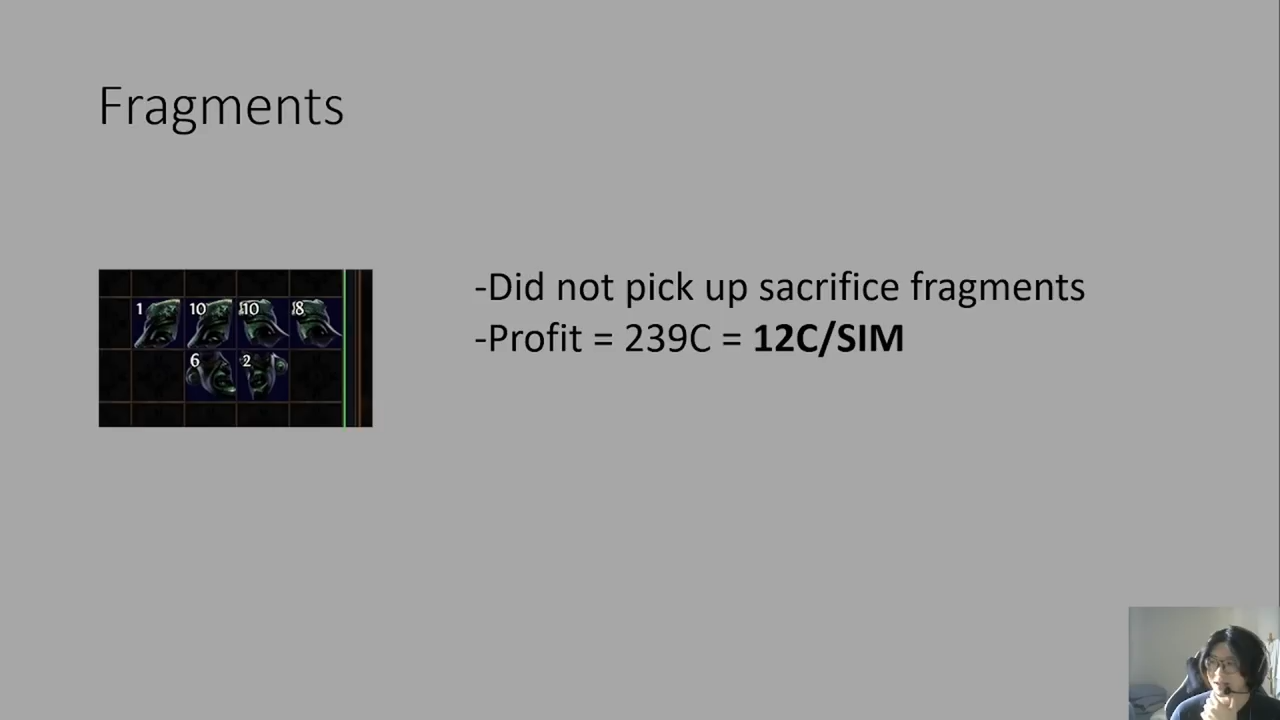 Fragments
1 10 10 8
6 2
-Did not pick up sacrifice fragments
-Profit = 239C = 12C/SIM